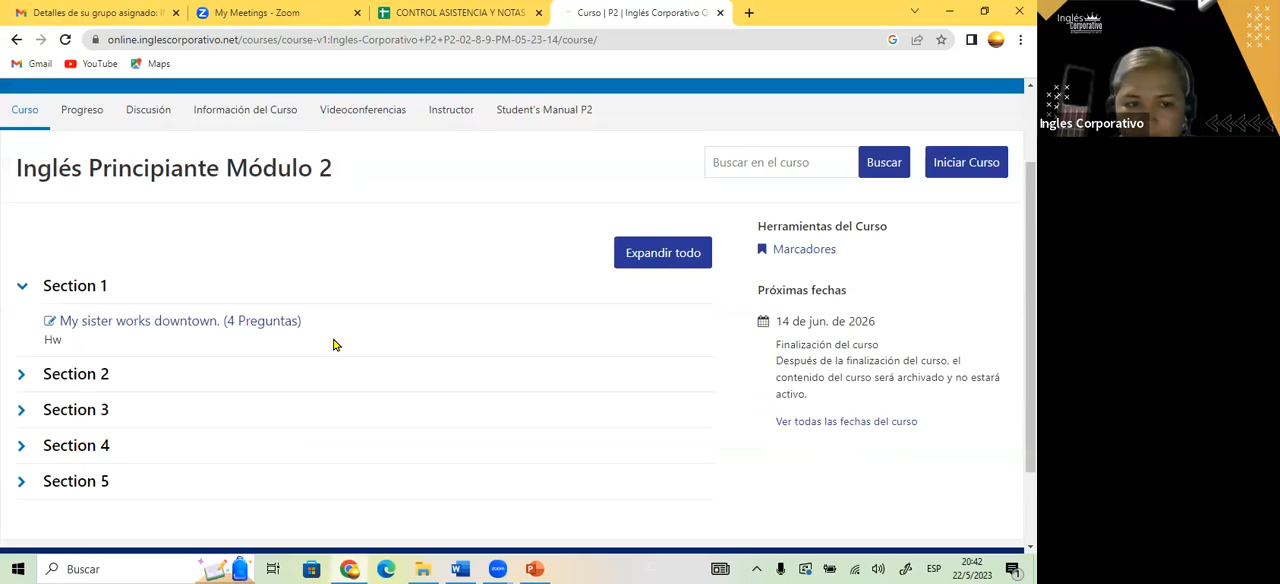 Detalles de su grupo asignado: I
My Meetings - Zoom
CONTROL ASISTENCIA Y NOTAS
Curso | P2 | Inglés Corporativo O
online.inglescorporativo.net/courses/course-v1:Ingles-Corporativo+P2+P2-02-8-9-PM-05-23-14/course/
Gmail
YouTube
Maps
Curso
Progreso
Discusión
Información del Curso
Videoconferencias
Instructor
Student's Manual P2
Inglés Principiante Módulo 2
Buscar en el curso
Buscar
Iniciar Curso
Expandir todo
Section 1
My sister works downtown. (4 Preguntas)
Hw
Section 2
Section 3
Section 4
Section 5
Herramientas del Curso
Marcadores
Próximas fechas
14 de jun. de 2026
Finalización del curso
Después de la finalización del curso, el
contenido del curso será archivado y no estará
activo.
Ver todas las fechas del curso
Inglés
Corporativo
Ingles Corporativo
Buscar
zoom
ESP
20:42
22/5/2023
1